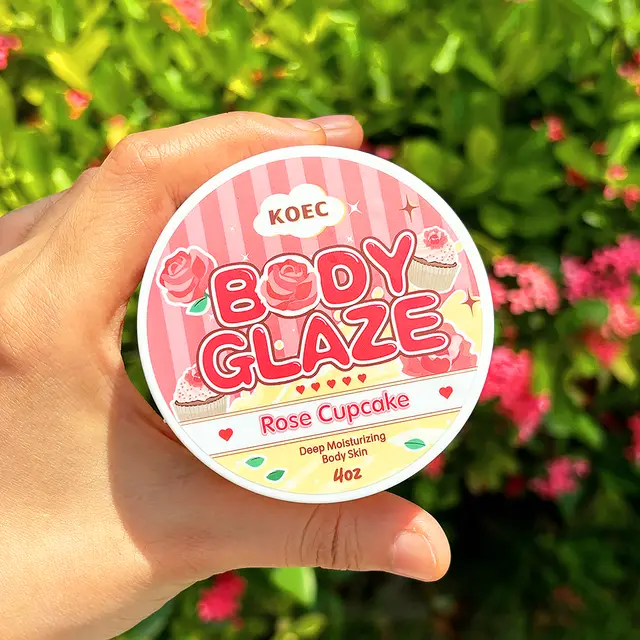 KOEC
BODY
GLAZE
Rose Cupcake
Deep Moisturizing
Body Skin
4oz